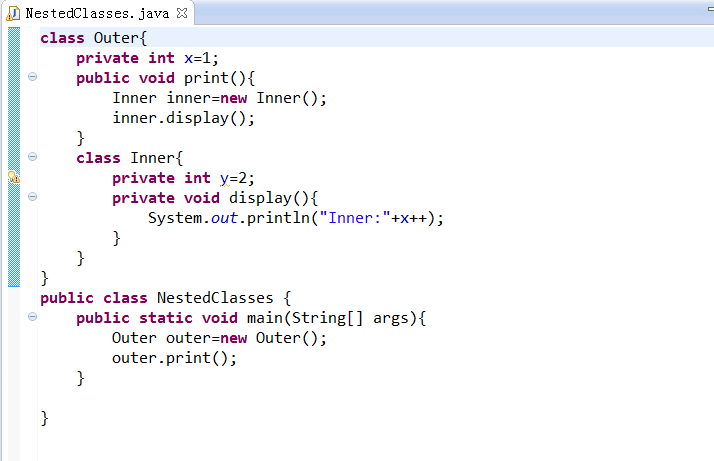 NestedClasses.java
class Outer{
    private int x=1;
    public void print(){
        Inner inner=new Inner();
        inner.display();
    }
    class Inner{
        private int y=2;
        private void display(){
            System.out.println("Inner:"+x++);
        }
    }
}
public class NestedClasses {
    public static void main(String[] args){
        Outer outer=new Outer();
        outer.print();
    }

}